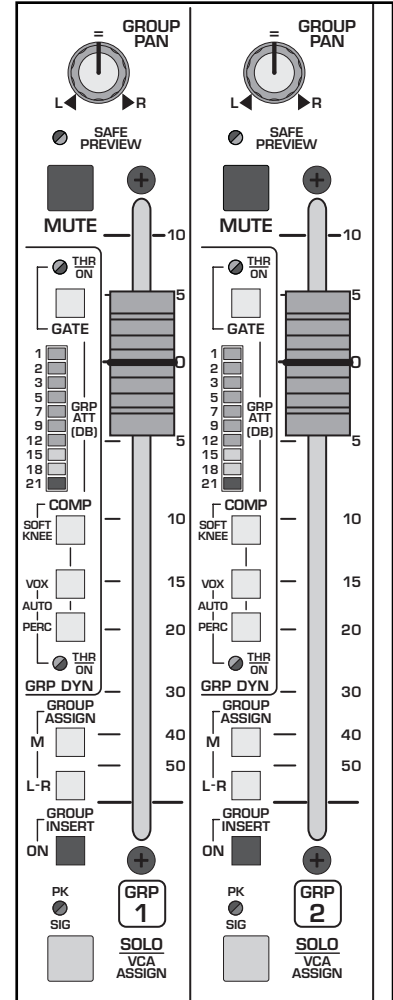 GROUP
PAN
=
L R
SAFE
PREVIEW
MUTE
10
THR
ON
5
GATE
1
0
2
3
5
GRP
7
ATT
9
(DB)
12
5
15
18
21
COMP
SOFT
KNEE
10
VOX
15
AUTO
PERC
20
THR
ON
GRP DYN
30
GROUP
ASSIGN
M
40
50
L-R
GROUP
INSERT
ON
PK
GRP
1
SIG
SOLO
VCA
ASSIGN
GROUP
PAN
=
L R
SAFE
PREVIEW
MUTE
10
THR
ON
5
GATE
1
0
2
3
5
GRP
7
ATT
9
(DB)
12
5
15
18
21
COMP
SOFT
KNEE
10
VOX
15
AUTO
PERC
20
THR
ON
GRP DYN
30
GROUP
ASSIGN
M
40
50
L-R
GROUP
INSERT
ON
PK
GRP
2
SIG
SOLO
VCA
ASSIGN